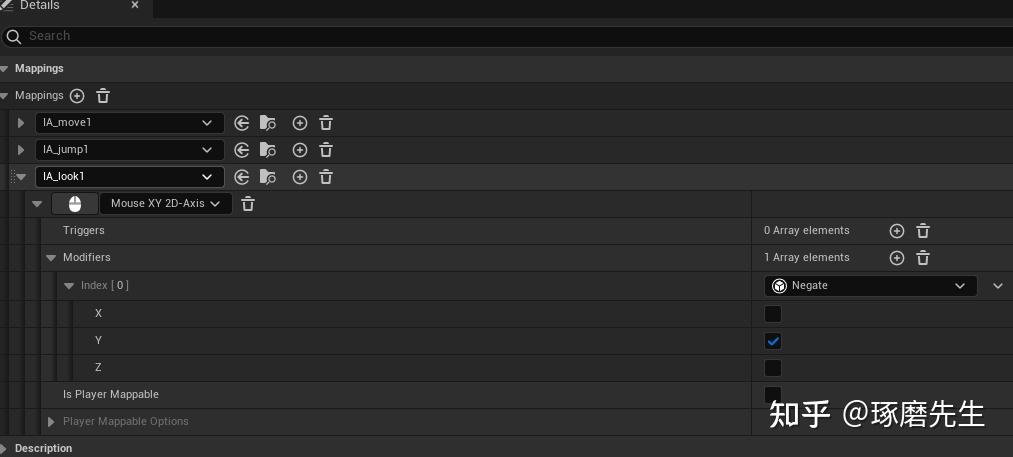 Details
Search
Mappings
Mappings
IA_move1
IA_jump1
IA_look1
Mouse XY 2D-Axis
Triggers 0 Array elements
Modifiers 1 Array elements
Index [ 0 ] Negate
X
Y
Z
Is Player Mappable
Player Mappable Options
Description
知乎 @琢磨先生